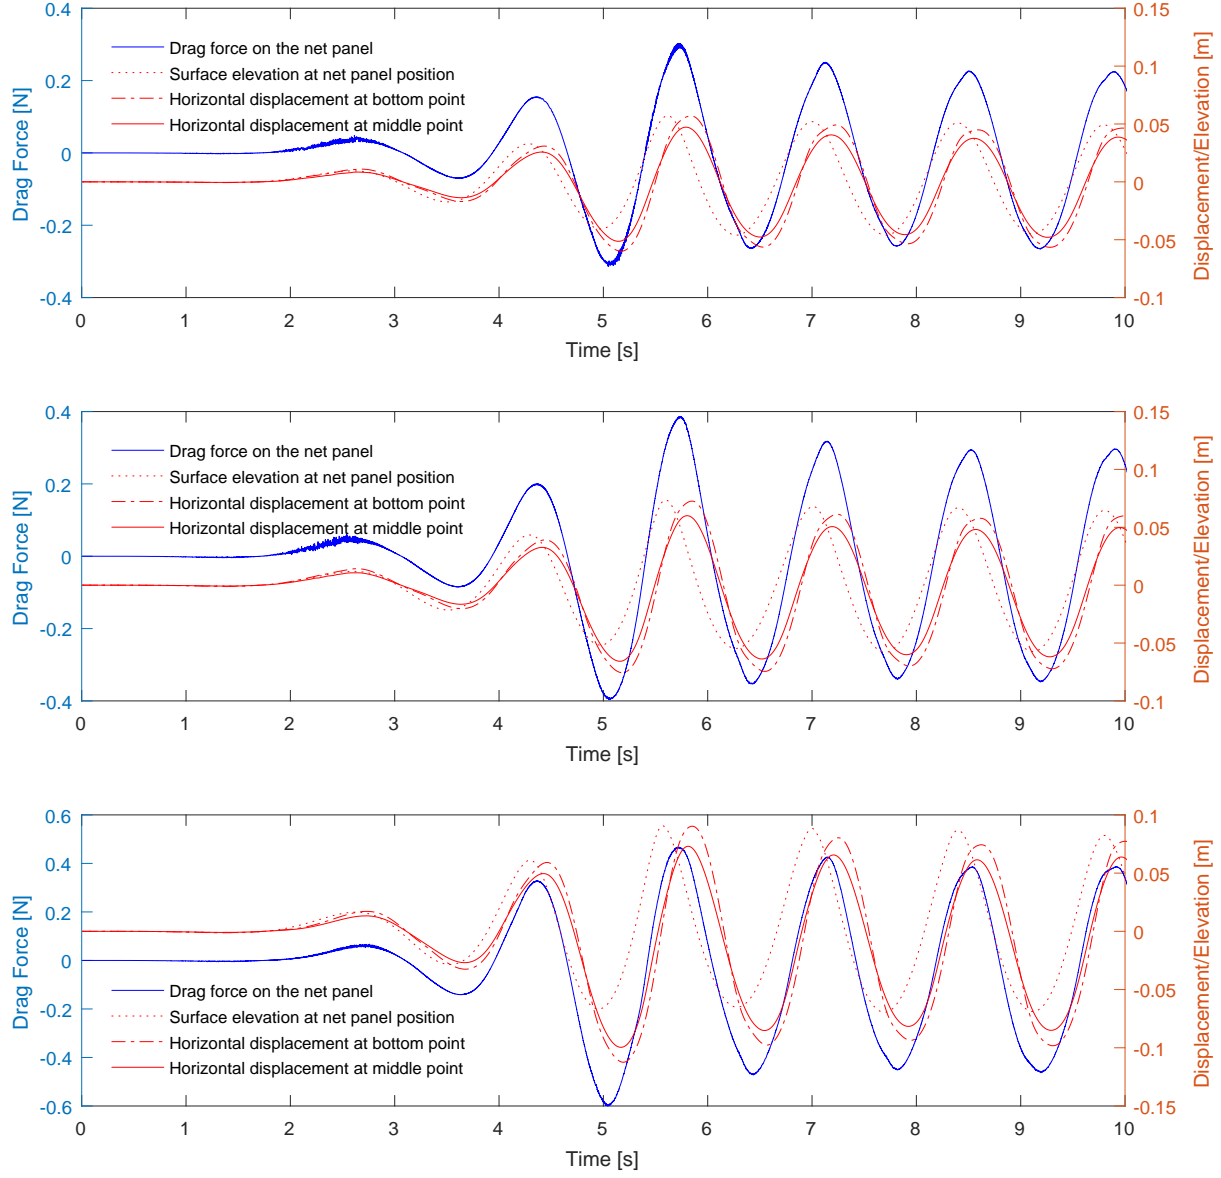 0.4
0.2
0
-0.2
-0.4
Drag Force [N]
Drag force on the net panel
Surface elevation at net panel position
Horizontal displacement at bottom point
Horizontal displacement at middle point
0.15
0.1
0.05
0
-0.05
-0.1
Displacement/Elevation [m]
0 1 2 3 4 5 6 7 8 9 10
Time [s]
0.4
0.2
0
-0.2
-0.4
Drag Force [N]
Drag force on the net panel
Surface elevation at net panel position
Horizontal displacement at bottom point
Horizontal displacement at middle point
0.15
0.1
0.05
0
-0.05
-0.1
Displacement/Elevation [m]
0 1 2 3 4 5 6 7 8 9 10
Time [s]
0.6
0.4
0.2
0
-0.2
-0.4
-0.6
Drag Force [N]
Drag force on the net panel
Surface elevation at net panel position
Horizontal displacement at bottom point
Horizontal displacement at middle point
0.1
0.05
0
-0.05
-0.1
-0.15
Displacement/Elevation [m]
0 1 2 3 4 5 6 7 8 9 10
Time [s]